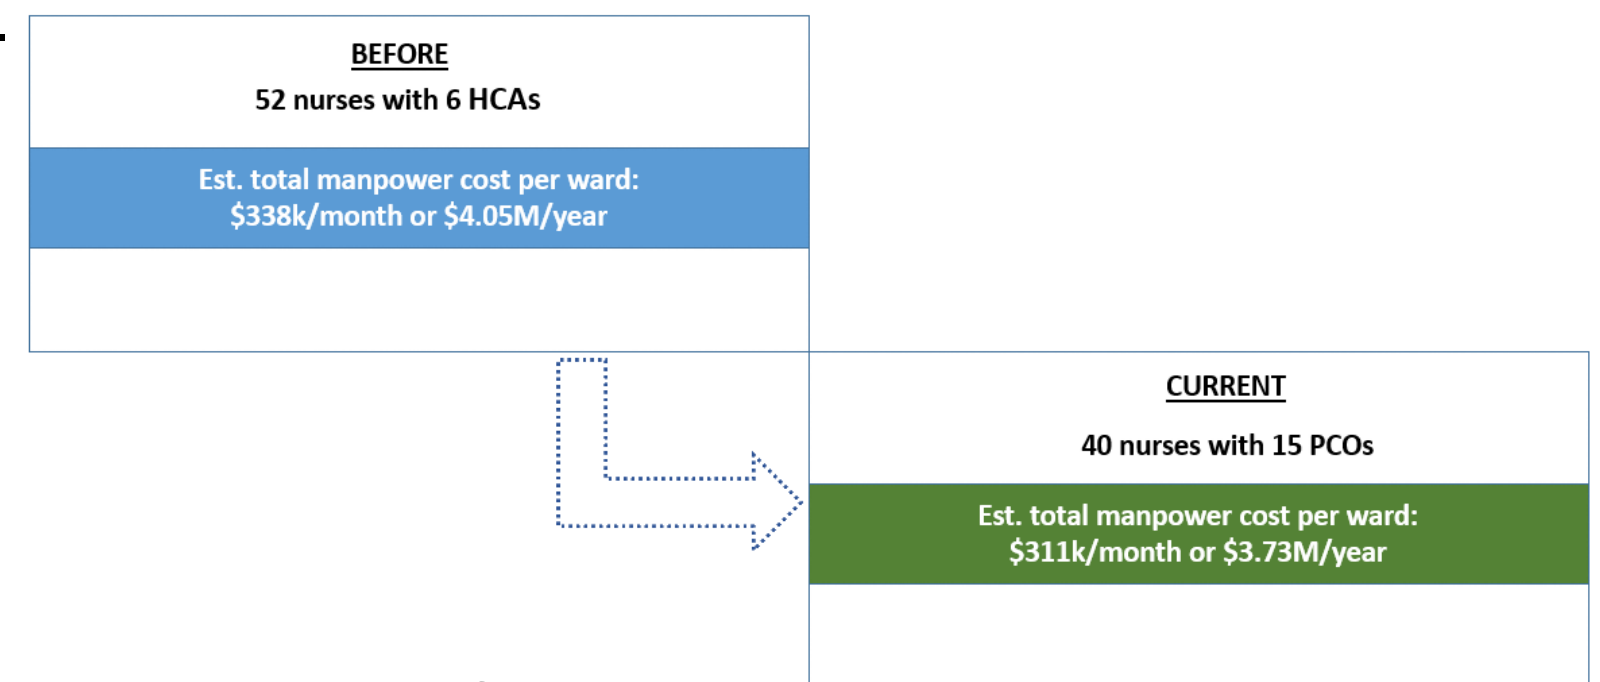 BEFORE
52 nurses with 6 HCAs
Est. total manpower cost per ward:
$338k/month or $4.05M/year
CURRENT
40 nurses with 15 PCOs
Est. total manpower cost per ward:
$311k/month or $3.73M/year